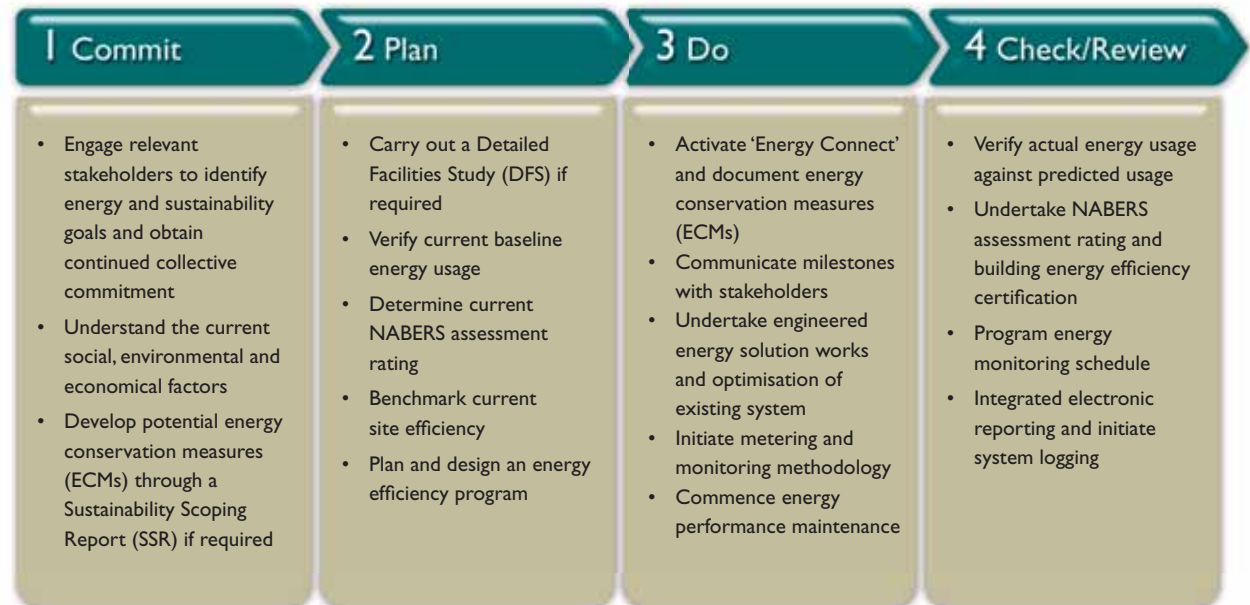 1 Commit
• Engage relevant
stakeholders to identify
energy and sustainability
goals and obtain
continued collective
commitment
• Understand the current
social, environmental and
economical factors
• Develop potential energy
conservation measures
(ECMs) through a
Sustainability Scoping
Report (SSR) if required
2 Plan
• Carry out a Detailed
Facilities Study (DFS) if
required
• Verify current baseline
energy usage
• Determine current
NABERS assessment
rating
• Benchmark current
site efficiency
• Plan and design an energy
efficiency program
3 Do
• Activate ‘Energy Connect’
and document energy
conservation measures
(ECMs)
• Communicate milestones
with stakeholders
• Undertake engineered
energy solution works
and optimisation of
existing system
• Initiate metering and
monitoring methodology
• Commence energy
performance maintenance
4 Check/Review
• Verify actual energy usage
against predicted usage
• Undertake NABERS
assessment rating and
building energy efficiency
certification
• Program energy
monitoring schedule
• Integrated electronic
reporting and initiate
system logging